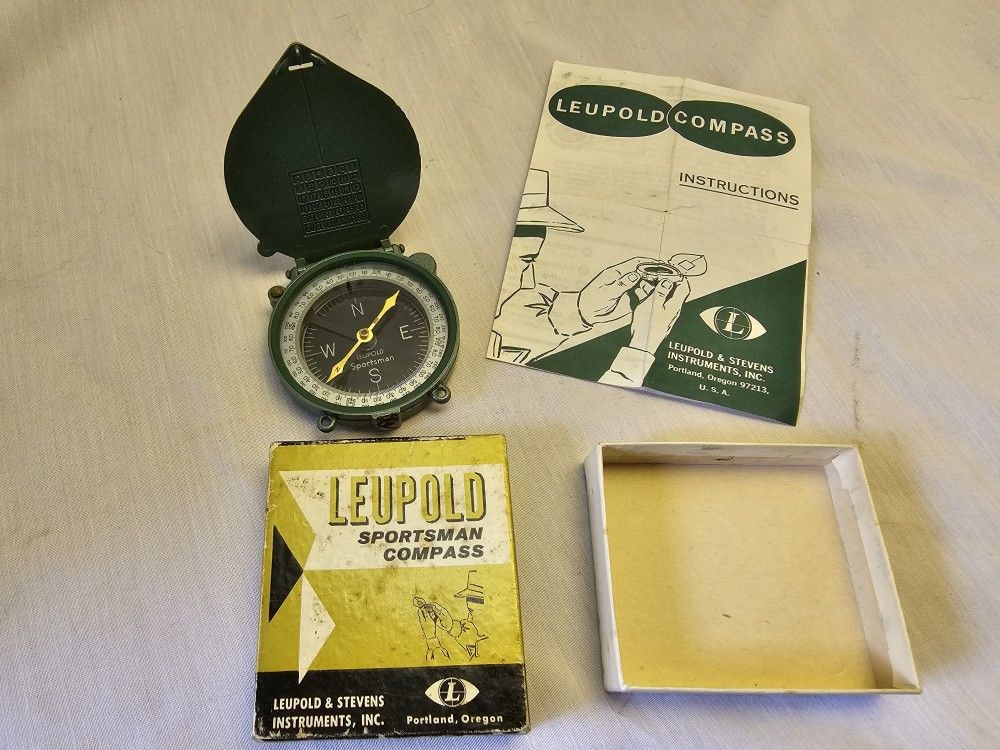 N
E
W
S
LEUPOLD
Sportsman
LEUPOLD COMPASS
INSTRUCTIONS
L
LEUPOLD & STEVENS
INSTRUMENTS, INC.
Portland, Oregon 97213,
U. S. A.
LEUPOLD
SPORTSMAN
COMPASS
LEUPOLD & STEVENS
INSTRUMENTS, INC.
L
Portland, Oregon